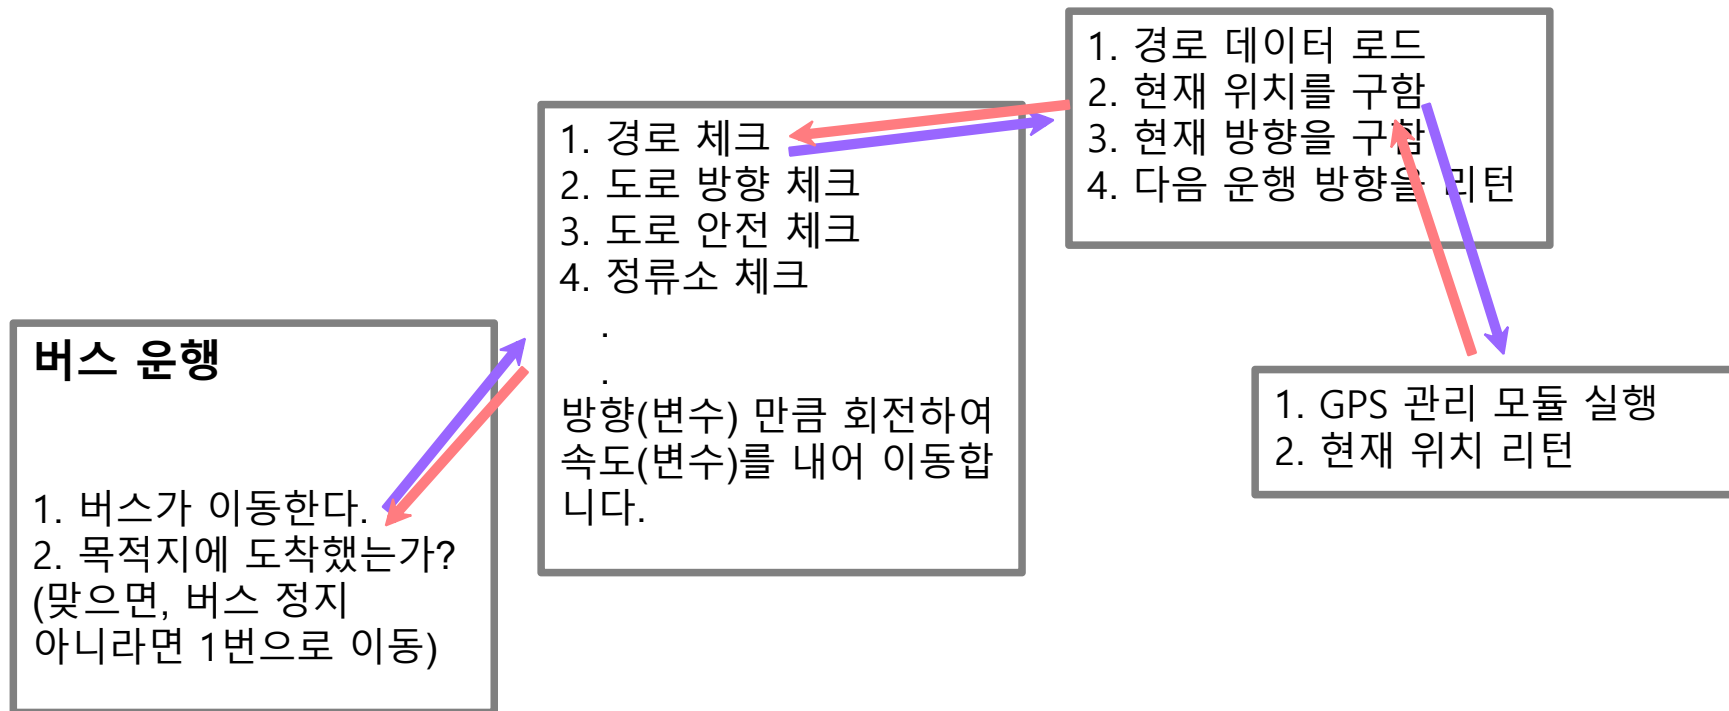 버스 운행
1. 버스가 이동한다.
2. 목적지에 도착했는가?
(맞으면, 버스 정지
아니라면 1번으로 이동)
1. 경로 체크
2. 도로 방향 체크
3. 도로 안전 체크
4. 정류소 체크
.
.
방향(변수) 만큼 회전하여
속도(변수)를 내어 이동합
니다.
1. 경로 데이터 로드
2. 현재 위치를 구함
3. 현재 방향을 구함
4. 다음 운행 방향을 리턴
1. GPS 관리 모듈 실행
2. 현재 위치 리턴